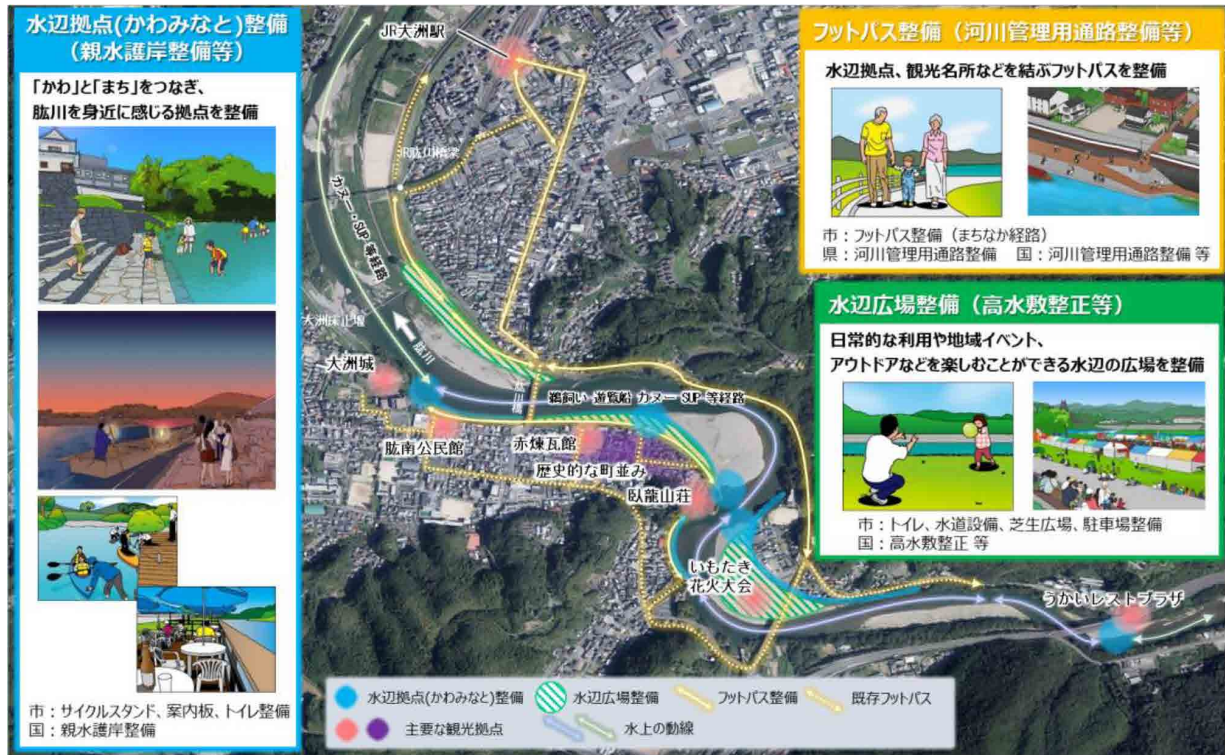 水辺拠点(かわみなと)整備
(親水護岸整備等)
「かわ」と「まち」をつなぎ、
肱川を身近に感じる拠点を整備
市：サイクルスタンド、案内板、トイレ整備
国：親水護岸整備
JR大洲駅
JR肱川橋梁
カヌー・SUP 等経路
大洲床止堰
肱川
大洲城
肱川橋
鵜飼い 遊覧船 カヌー SUP 等経路
肱南公民館
赤煉瓦館
歴史的な町並み
臥龍山荘
いもたき
花火大会
うかいレストプラザ
フットパス整備（河川管理用通路整備等）
水辺拠点、観光名所などを結ぶフットパスを整備
市：フットパス整備（まちなか経路）
県：河川管理用通路整備　国：河川管理用通路整備 等
水辺広場整備（高水敷整正等）
日常的な利用や地域イベント、
アウトドアなどを楽しむことができる水辺の広場を整備
市：トイレ、水道設備、芝生広場、駐車場整備
国：高水敷整正 等
水辺拠点(かわみなと)整備
水辺広場整備
フットパス整備
既存フットパス
主要な観光拠点
水上の動線